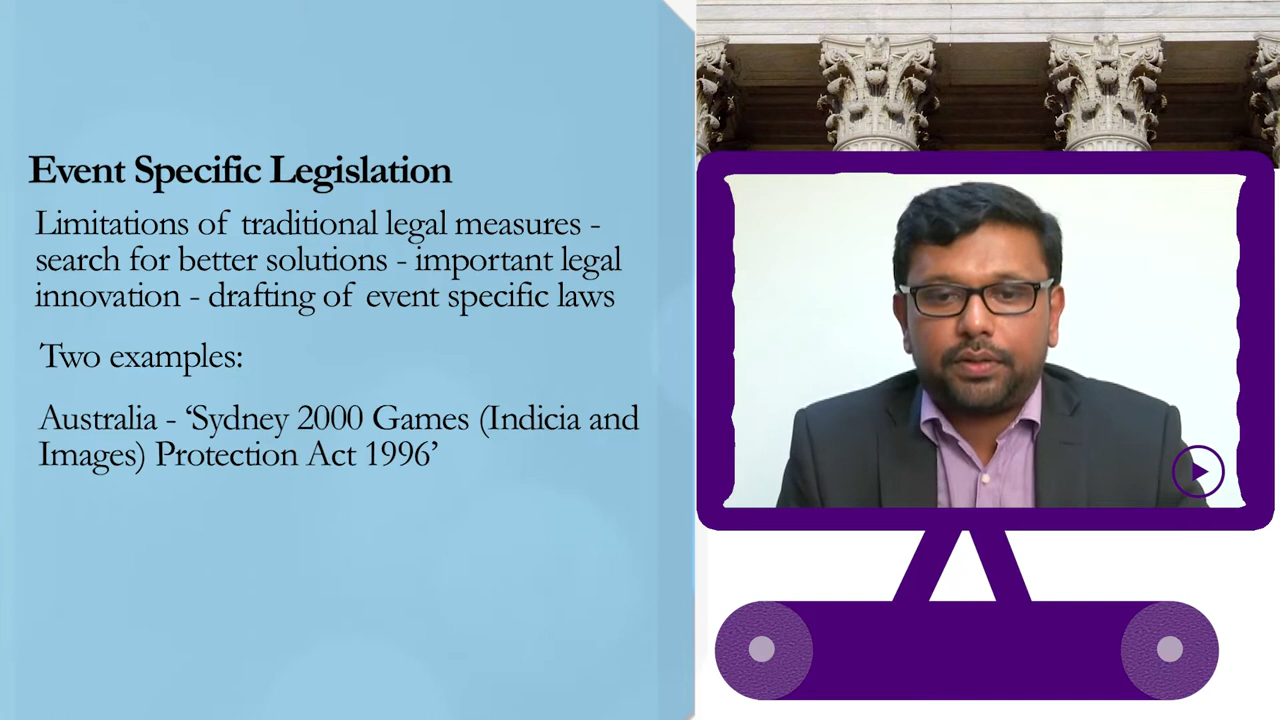 Event Specific Legislation
Limitations of traditional legal measures -
search for better solutions - important legal
innovation - drafting of event specific laws
Two examples:
Australia - ‘Sydney 2000 Games (Indicia and
Images) Protection Act 1996’